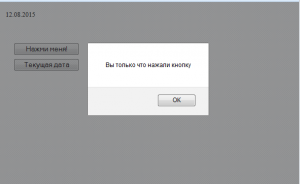 12.08.2013
Нажми меня!
Вы только что нажали кнопку
Текущая дата
OK